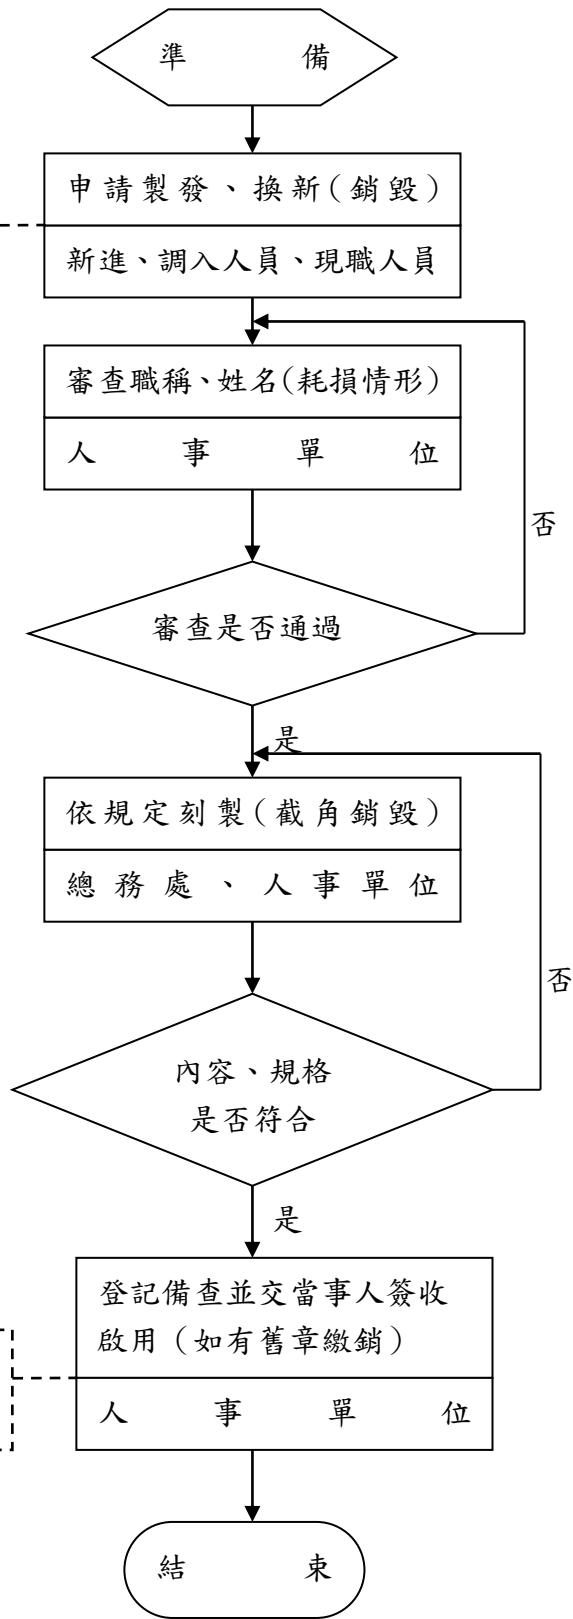 準備
申請製發、換新(銷毀)
新進、調入人員、現職人員
審查職稱、姓名(耗損情形)
人事單位
否
審查是否通過
是
依規定刻製(截角銷毀)
總務處、人事單位
否
內容、規格
是否符合
是
登記備查並交當事人簽收
啟用（如有舊章繳銷）
人事單位
結束